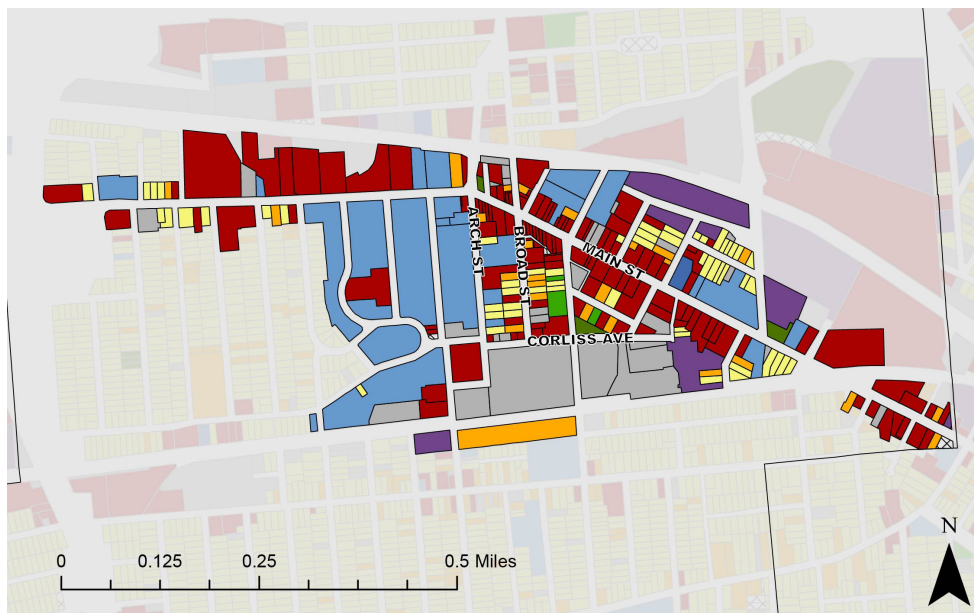 ARCH ST
BROAD ST
MAIN ST
CORLISS AVE
N
0 0.125 0.25 0.5 Miles